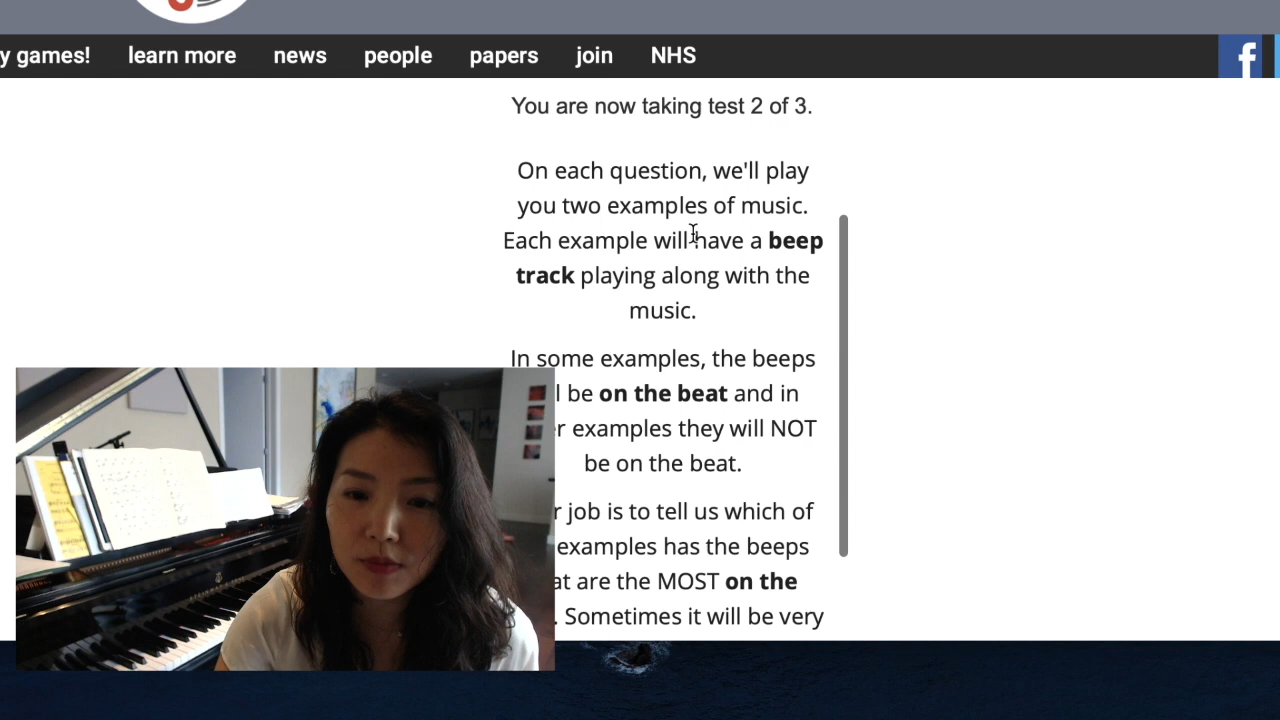 y games! learn more news people papers join NHS f
You are now taking test 2 of 3.
On each question, we'll play
you two examples of music.
Each example will have a beep
track playing along with the
music.
In some examples, the beeps
l be on the beat and in
r examples they will NOT
be on the beat.
r job is to tell us which of
examples has the beeps
at are the MOST on the
. Sometimes it will be very